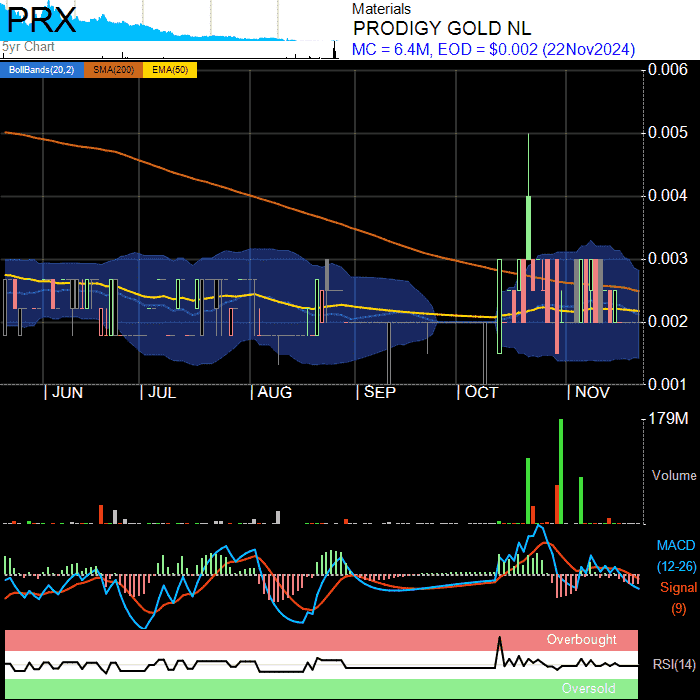 PRX
5yr Chart
Materials
PRODIGY GOLD NL
MC = 6.4M, EOD = $0.002 (22Nov2024)
BollBands(20,2) SMA(200) EMA(50)
0.006
0.005
0.004
0.003
0.002
0.001
JUN JUL AUG SEP OCT NOV
179M
Volume
MACD
(12-26)
Signal
(9)
Overbought
RSI(14)
Oversold